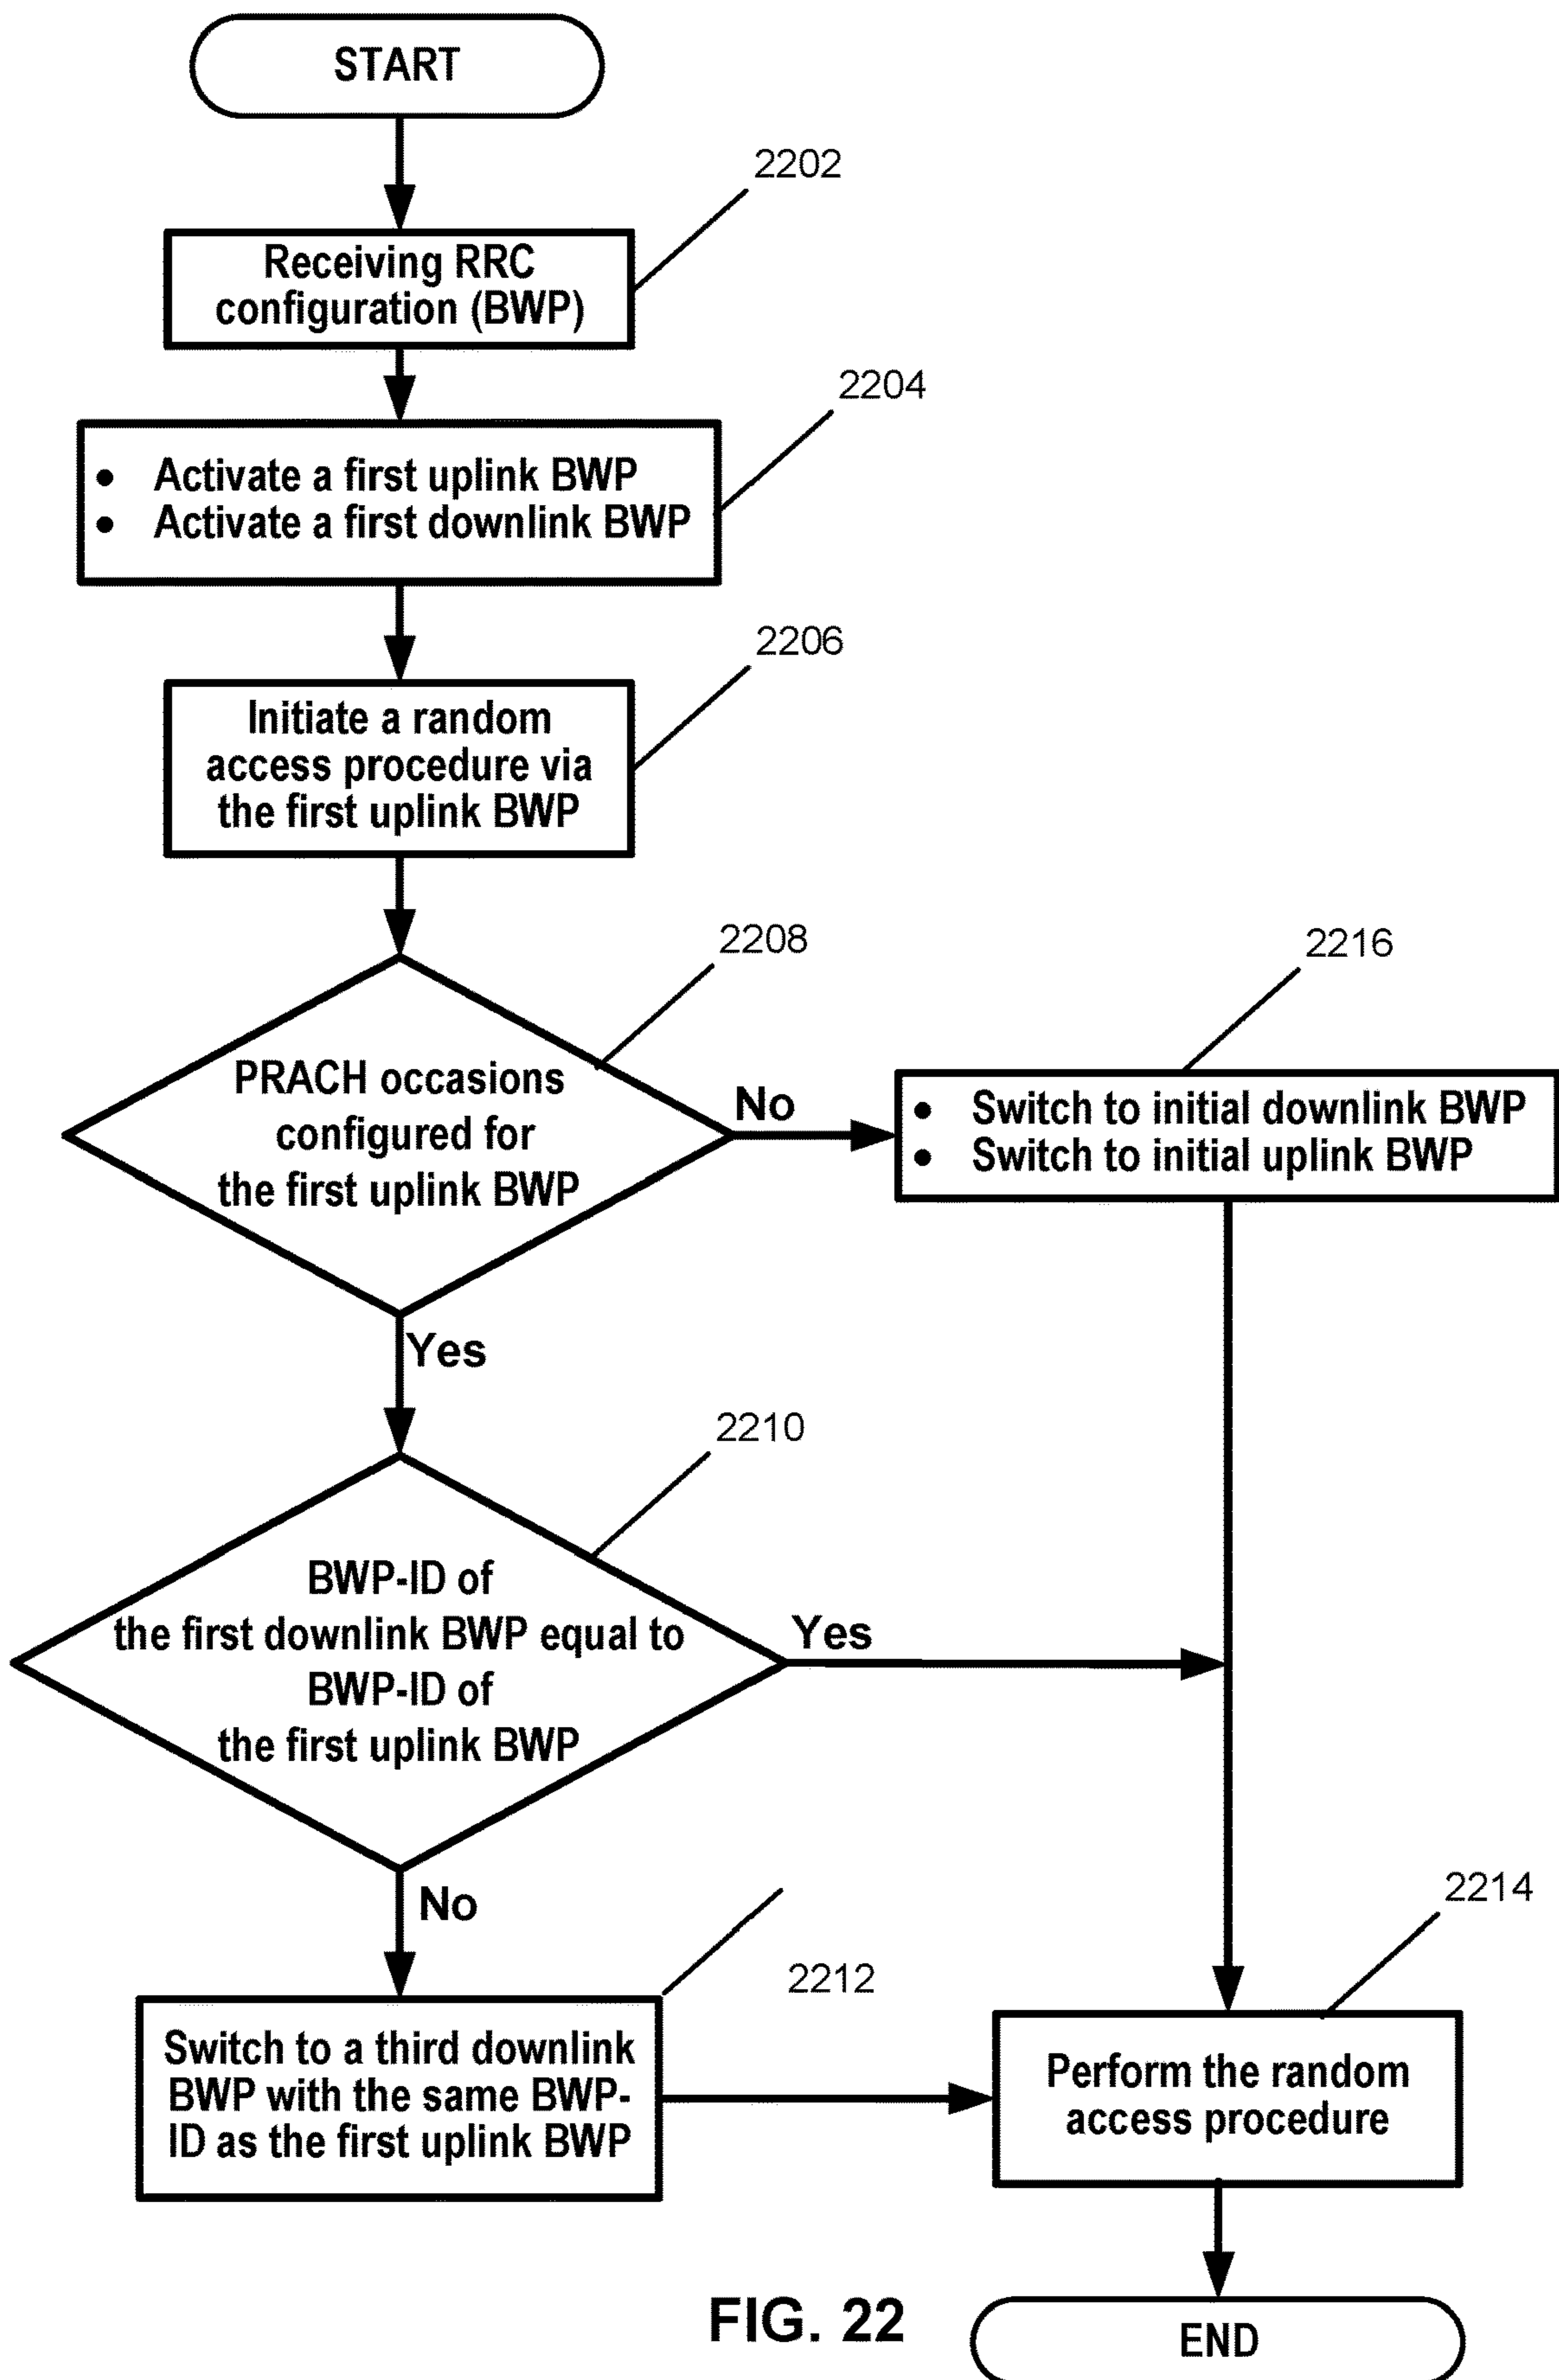 START
2202
Receiving RRC
configuration (BWP)
2204
• Activate a first uplink BWP
• Activate a first downlink BWP
2206
Initiate a random
access procedure via
the first uplink BWP
2208
PRACH occasions
configured for
the first uplink BWP
No
2216
• Switch to initial downlink BWP
• Switch to initial uplink BWP
Yes
2210
BWP-ID of
the first downlink BWP equal to
BWP-ID of
the first uplink BWP
Yes
No
2212
Switch to a third downlink
BWP with the same BWP-
ID as the first uplink BWP
2214
Perform the random
access procedure
FIG. 22
END